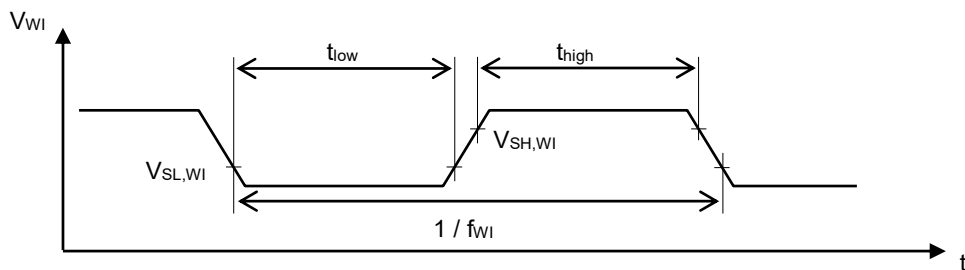 VWI
tlow
thigh
VSH,WI
VSL,WI
1 / fWI
t